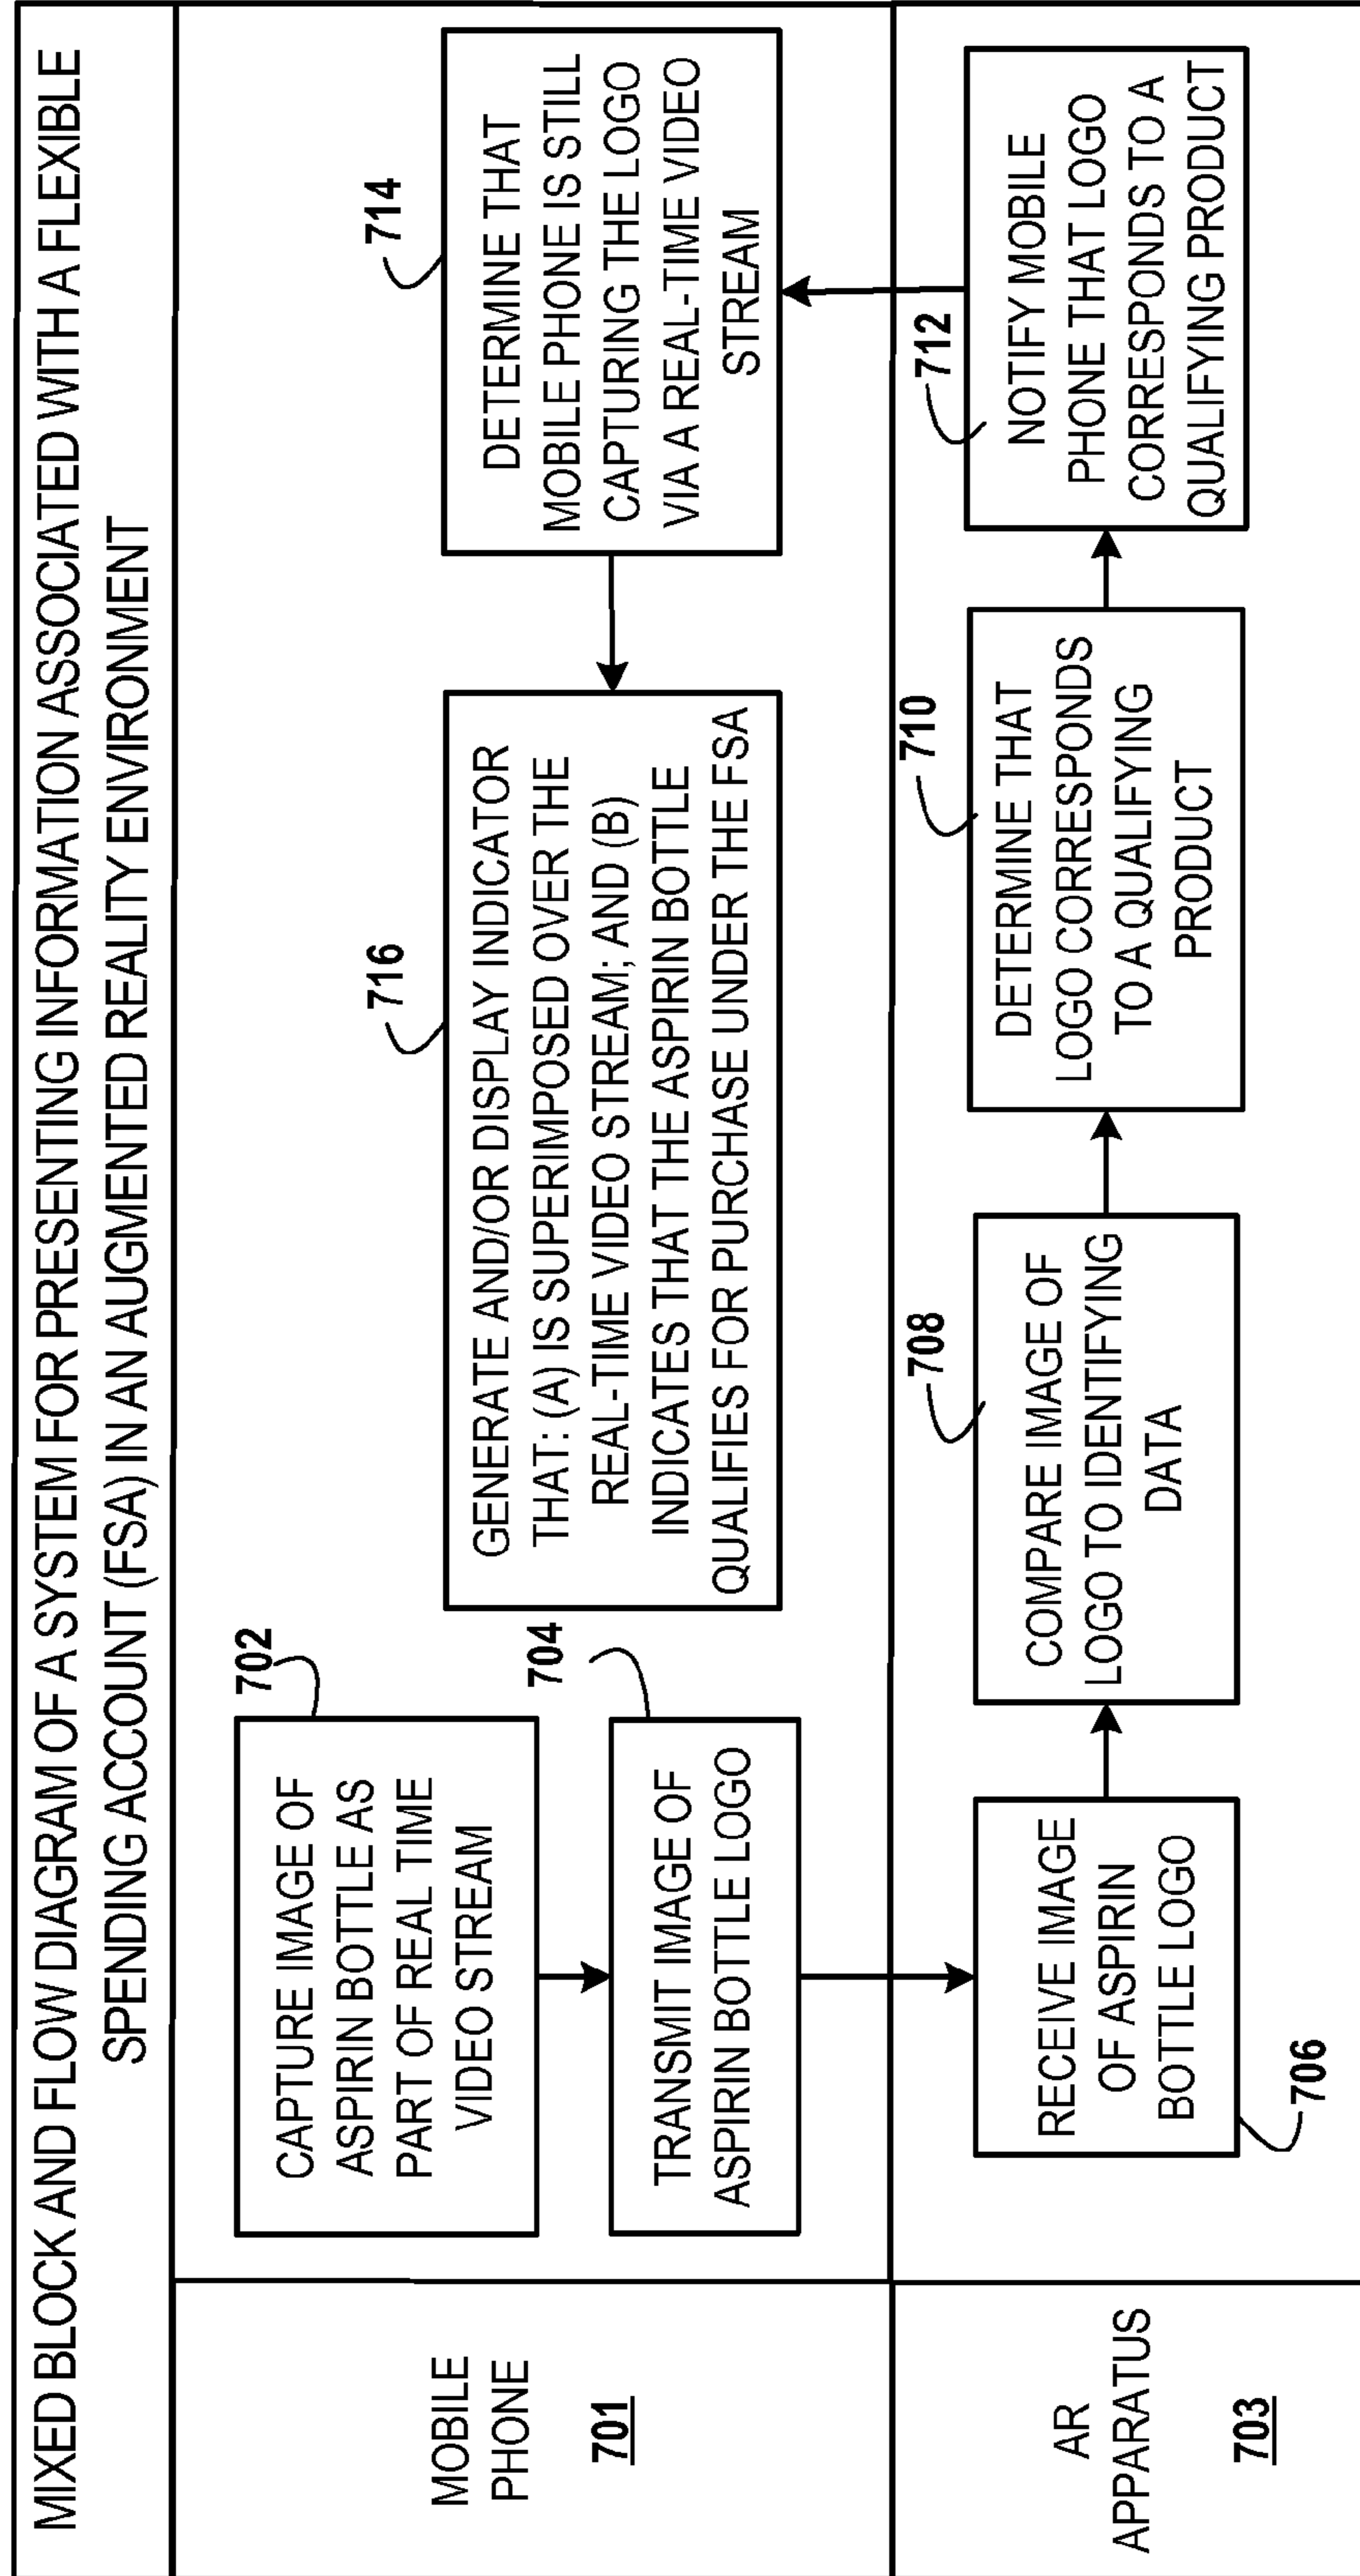 MIXED BLOCK AND FLOW DIAGRAM OF A SYSTEM FOR PRESENTING INFORMATION ASSOCIATED WITH A FLEXIBLE
SPENDING ACCOUNT (FSA) IN AN AUGMENTED REALITY ENVIRONMENT
MOBILE
PHONE
701
702
CAPTURE IMAGE OF
ASPIRIN BOTTLE AS
PART OF REAL TIME
VIDEO STREAM
704
TRANSMIT IMAGE OF
ASPIRIN BOTTLE LOGO
716
GENERATE AND/OR DISPLAY INDICATOR
THAT: (A) IS SUPERIMPOSED OVER THE
REAL-TIME VIDEO STREAM; AND (B)
INDICATES THAT THE ASPIRIN BOTTLE
QUALIFIES FOR PURCHASE UNDER THE FSA
714
DETERMINE THAT
MOBILE PHONE IS STILL
CAPTURING THE LOGO
VIA A REAL-TIME VIDEO
STREAM
AR
APPARATUS
703
RECEIVE IMAGE
OF ASPIRIN
BOTTLE LOGO
706
708
COMPARE IMAGE OF
LOGO TO IDENTIFYING
DATA
710
DETERMINE THAT
LOGO CORRESPONDS
TO A QUALIFYING
PRODUCT
712
NOTIFY MOBILE
PHONE THAT LOGO
CORRESPONDS TO A
QUALIFYING PRODUCT